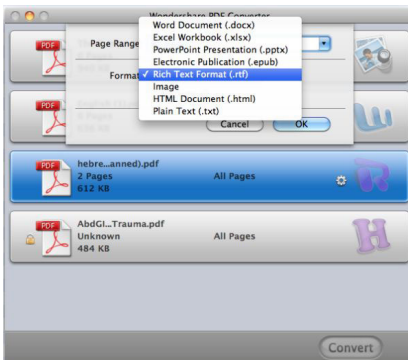 Wondershare PDF Converter
Word Document (.docx)
Excel Workbook (.xlsx)
PowerPoint Presentation (.pptx)
Electronic Publication (.epub)
✓ Rich Text Format (.rtf)
Image
HTML Document (.html)
Plain Text (.txt)
Page Range
Format
Cancel
OK
PDF
PDF
PDF
hebre...anned).pdf
2 Pages
All Pages
612 KB
R
PDF
AbdGl...Trauma.pdf
Unknown
All Pages
484 KB
H
Convert